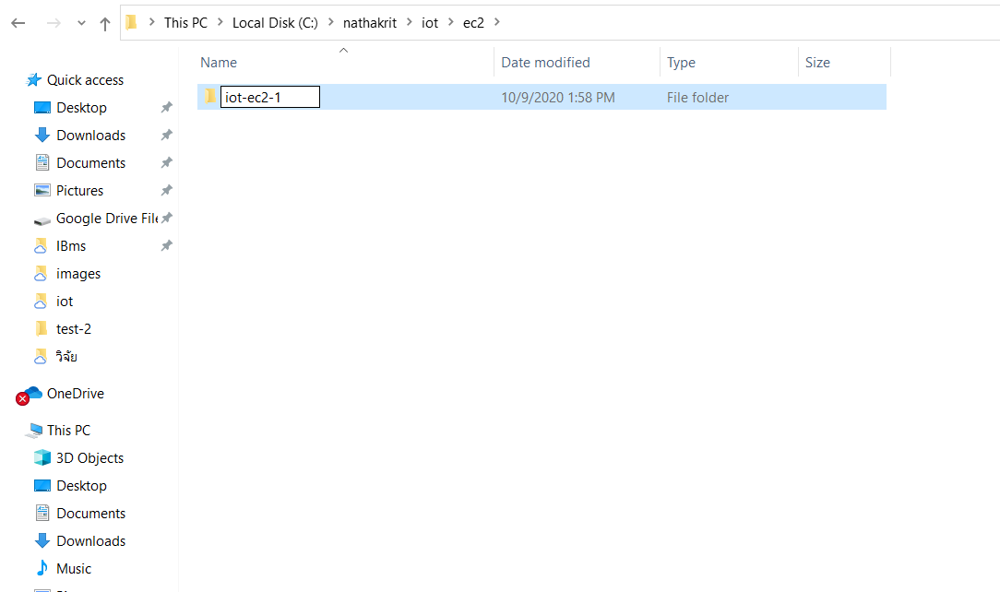 This PC > Local Disk (C:) > nathakrit > iot > ec2 >
Name Date modified Type Size
iot-ec2-1 10/9/2020 1:58 PM File folder
Quick access
Desktop
Downloads
Documents
Pictures
Google Drive File
IBms
images
iot
test-2
วิจัย
OneDrive
This PC
3D Objects
Desktop
Documents
Downloads
Music